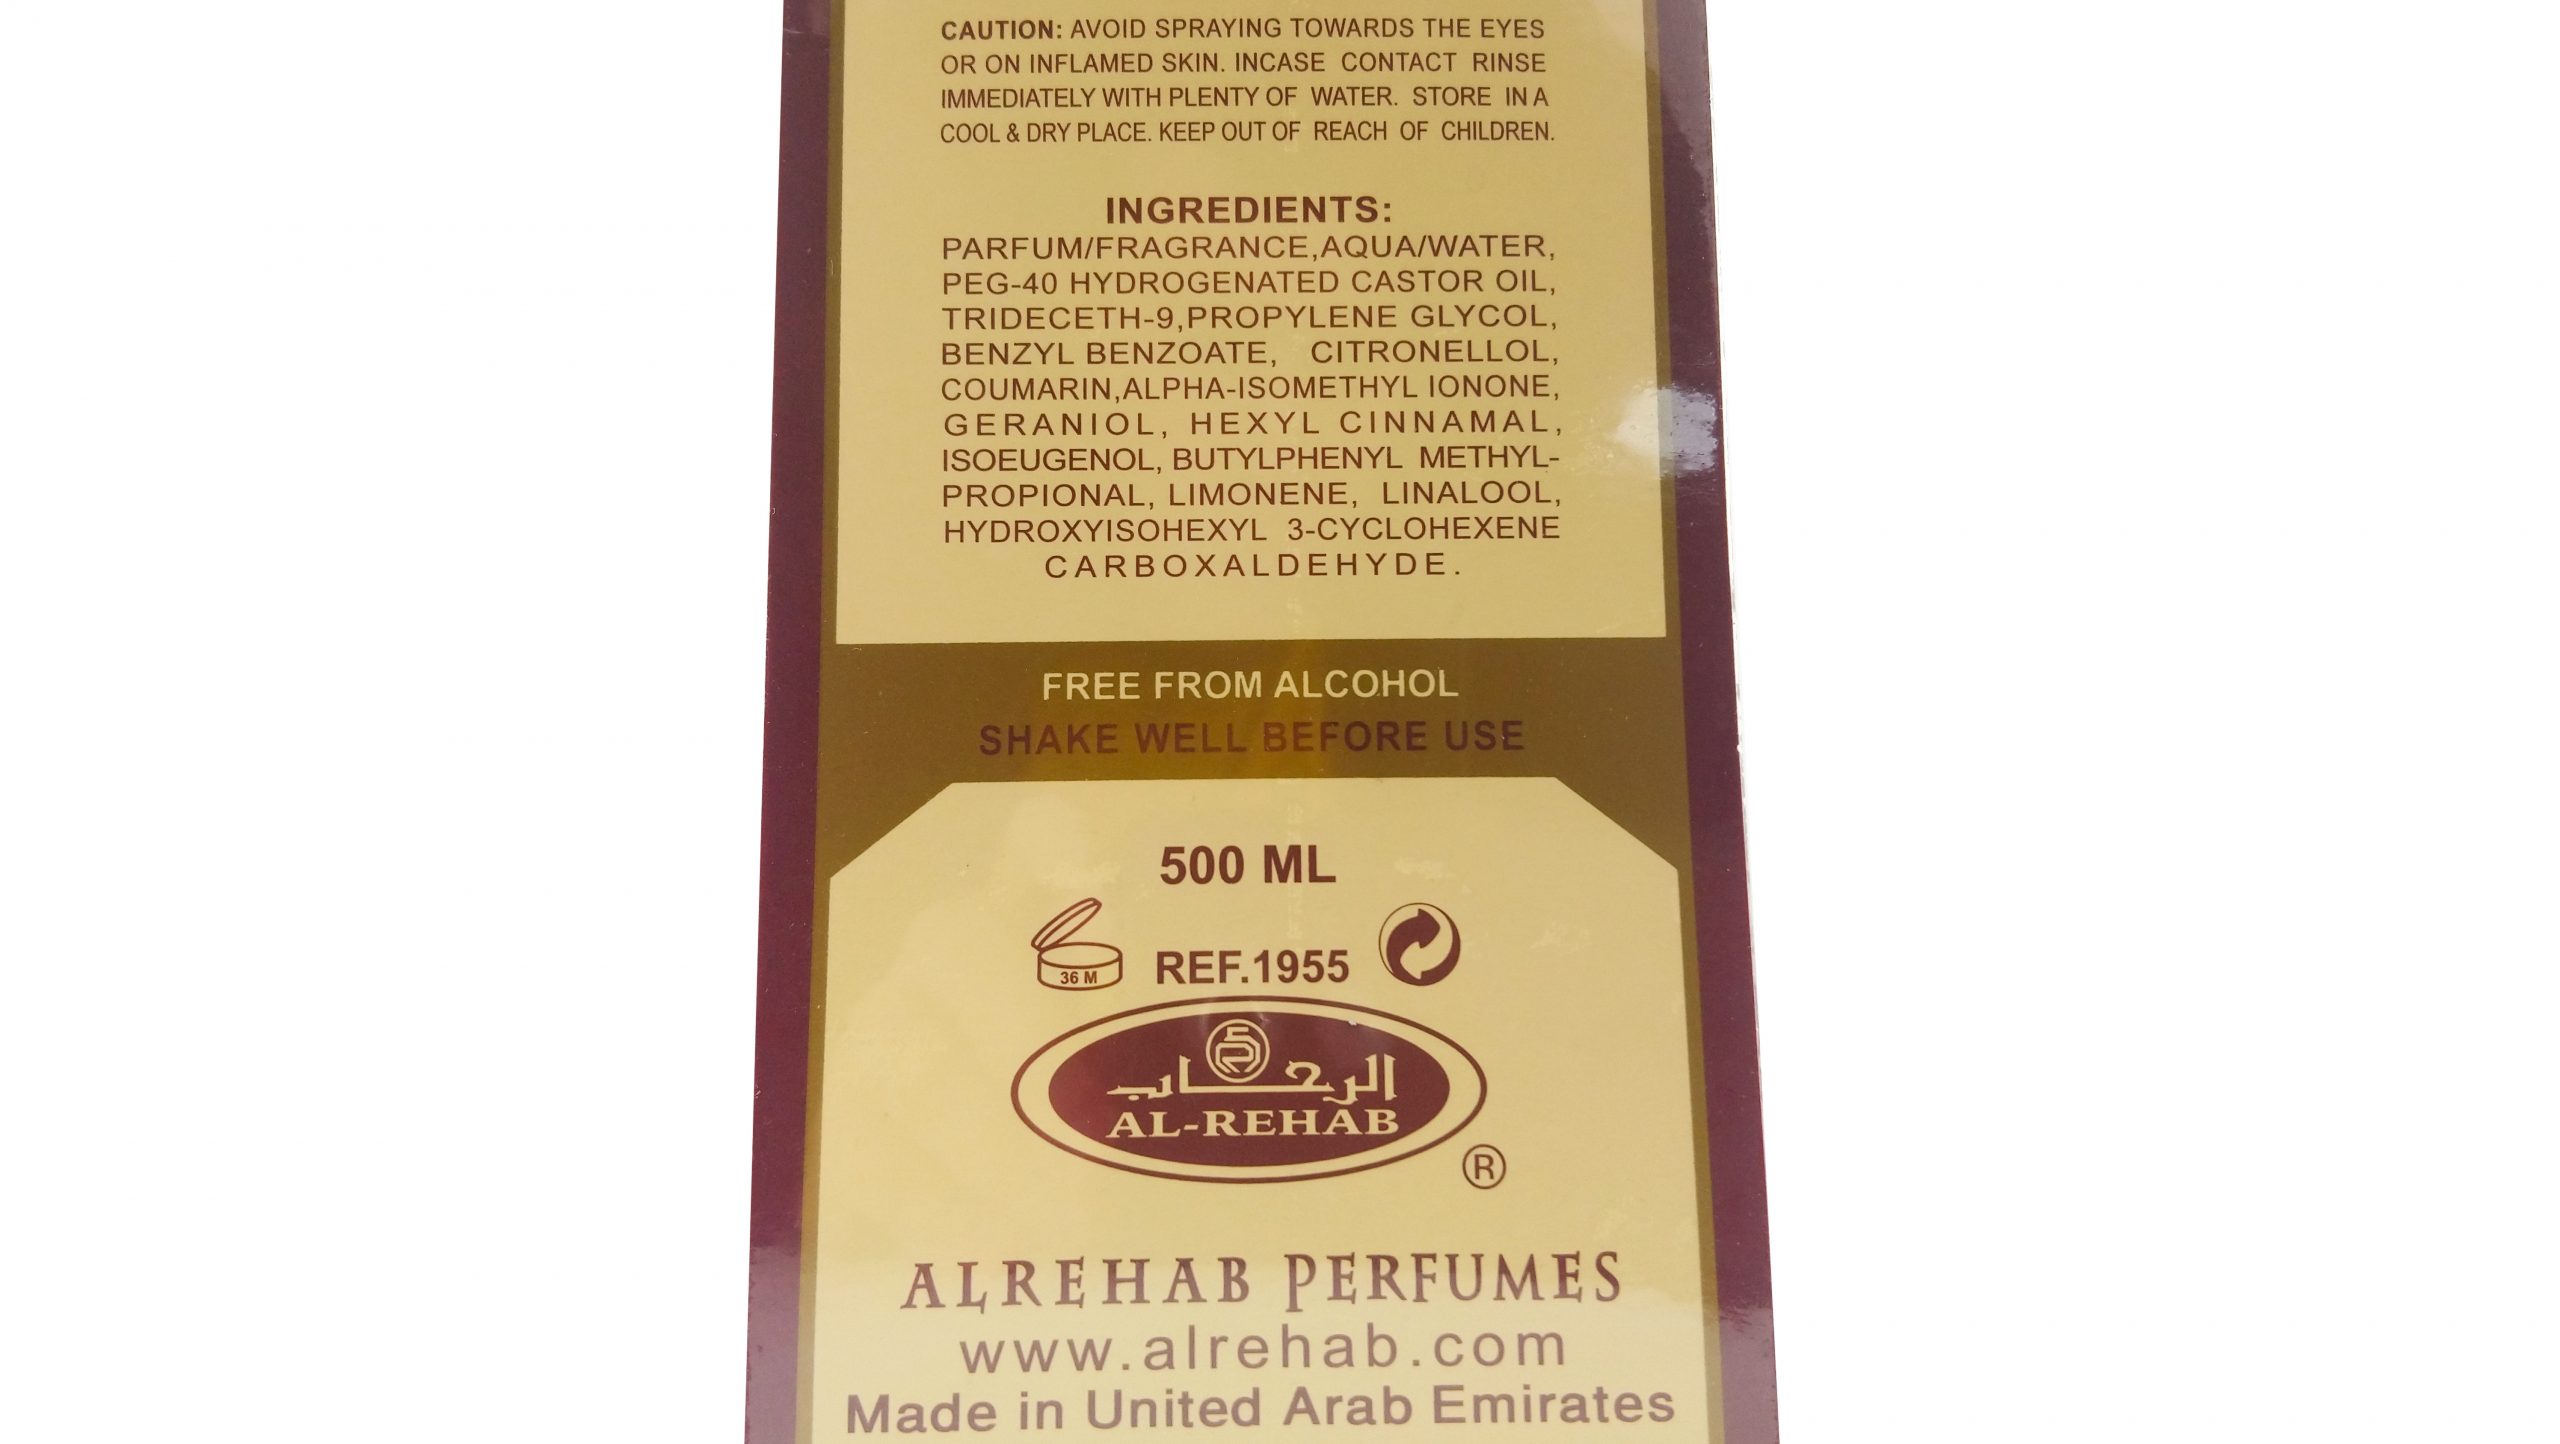 CAUTION: AVOID SPRAYING TOWARDS THE EYES
OR ON INFLAMED SKIN. INCASE CONTACT RINSE
IMMEDIATELY WITH PLENTY OF WATER. STORE IN A
COOL & DRY PLACE. KEEP OUT OF REACH OF CHILDREN.
INGREDIENTS:
PARFUM/FRAGRANCE,AQUA/WATER,
PEG-40 HYDROGENATED CASTOR OIL,
TRIDECETH-9,PROPYLENE GLYCOL,
BENZYL BENZOATE, CITRONELLOL,
COUMARIN,ALPHA-ISOMETHYL IONONE,
GERANIOL, HEXYL CINNAMAL,
ISOEUGENOL, BUTYLPHENYL METHYL-
PROPIONAL, LIMONENE, LINALOOL,
HYDROXYISOHEXYL 3-CYCLOHEXENE
CARBOXALDEHYDE.
FREE FROM ALCOHOL
SHAKE WELL BEFORE USE
500 ML
36 M
REF.1955
الرحاب
AL-REHAB
®
ALREHAB PERFUMES
www.alrehab.com
Made in United Arab Emirates